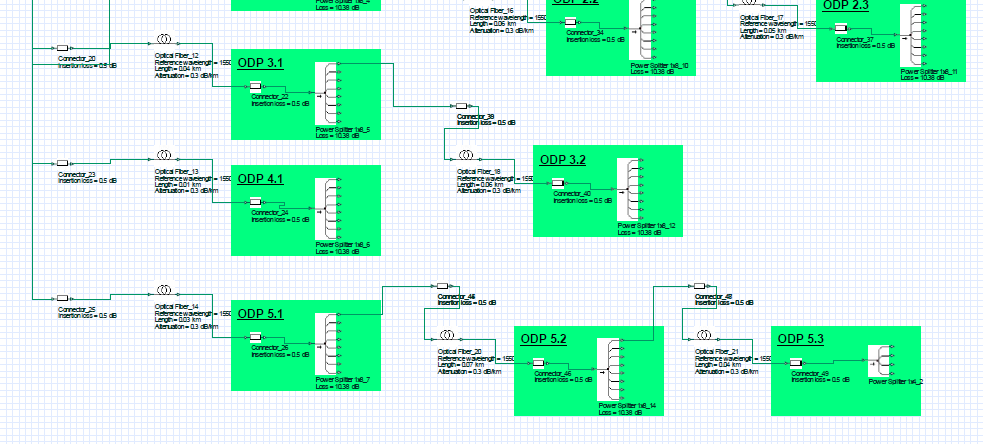 Loss = 10.38 dB
Optical Fiber_16
Reference wavelength = 1550
Length = 0.06 km
Attenuation = 0.3 dB/km
ODP 2.2
Connector_34
Insertion loss = 0.5 dB
Power Splitter 1x8_10
Loss = 10.38 dB
Optical Fiber_17
Reference wavelength = 1550
Length = 0.05 km
Attenuation = 0.3 dB/km
ODP 2.3
Connector_37
Insertion loss = 0.5 dB
Power Splitter 1x8_11
Loss = 10.38 dB
Connector_20
Insertion loss = 0.5 dB
Optical Fiber_12
Reference wavelength = 1550
Length = 0.04 km
Attenuation = 0.3 dB/km
ODP 3.1
Connector_22
Insertion loss = 0.5 dB
Power Splitter 1x8_5
Loss = 10.38 dB
Insertion loss = 0.5 dB
Connector_23
Insertion loss = 0.5 dB
Optical Fiber_13
Reference wavelength = 1550
Length = 0.01 km
Attenuation = 0.3 dB/km
ODP 4.1
Connector_24
Insertion loss = 0.5 dB
Power Splitter 1x8_6
Loss = 10.38 dB
Optical Fiber_18
Reference wavelength = 1550
Length = 0.06 km
Attenuation = 0.3 dB/km
ODP 3.2
Connector_40
Insertion loss = 0.5 dB
Power Splitter 1x8_12
Loss = 10.38 dB
Connector_25
Insertion loss = 0.5 dB
Optical Fiber_14
Reference wavelength = 1550
Length = 0.03 km
Attenuation = 0.3 dB/km
ODP 5.1
Connector_26
Insertion loss = 0.5 dB
Power Splitter 1x8_7
Loss = 10.38 dB
Insertion loss = 0.5 dB
Optical Fiber_20
Reference wavelength = 1550
Length = 0.07 km
Attenuation = 0.3 dB/km
ODP 5.2
Connector_46
Insertion loss = 0.5 dB
Power Splitter 1x8_14
Loss = 10.38 dB
Connector_48
Insertion loss = 0.5 dB
Optical Fiber_21
Reference wavelength = 1550
Length = 0.04 km
Attenuation = 0.3 dB/km
ODP 5.3
Connector_49
Insertion loss = 0.5 dB
Power Splitter 1x4_2